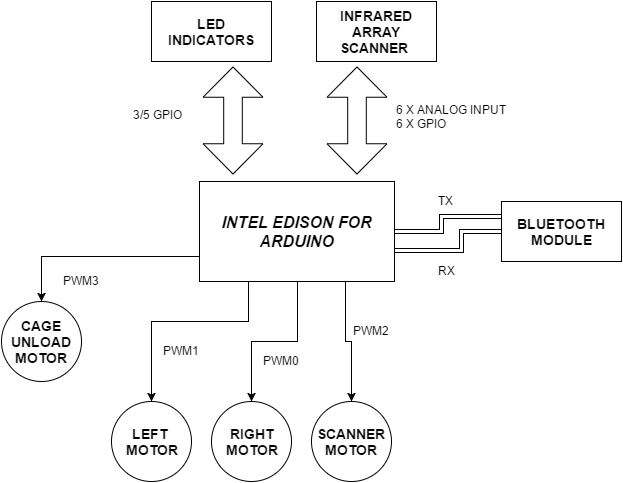 LED
INDICATORS
INFRARED
ARRAY
SCANNER
3/5 GPIO
6 X ANALOG INPUT
6 X GPIO
INTEL EDISON FOR
ARDUINO
TX
BLUETOOTH
MODULE
RX
PWM3
CAGE
UNLOAD
MOTOR
PWM1
PWM0
PWM2
LEFT
MOTOR
RIGHT
MOTOR
SCANNER
MOTOR